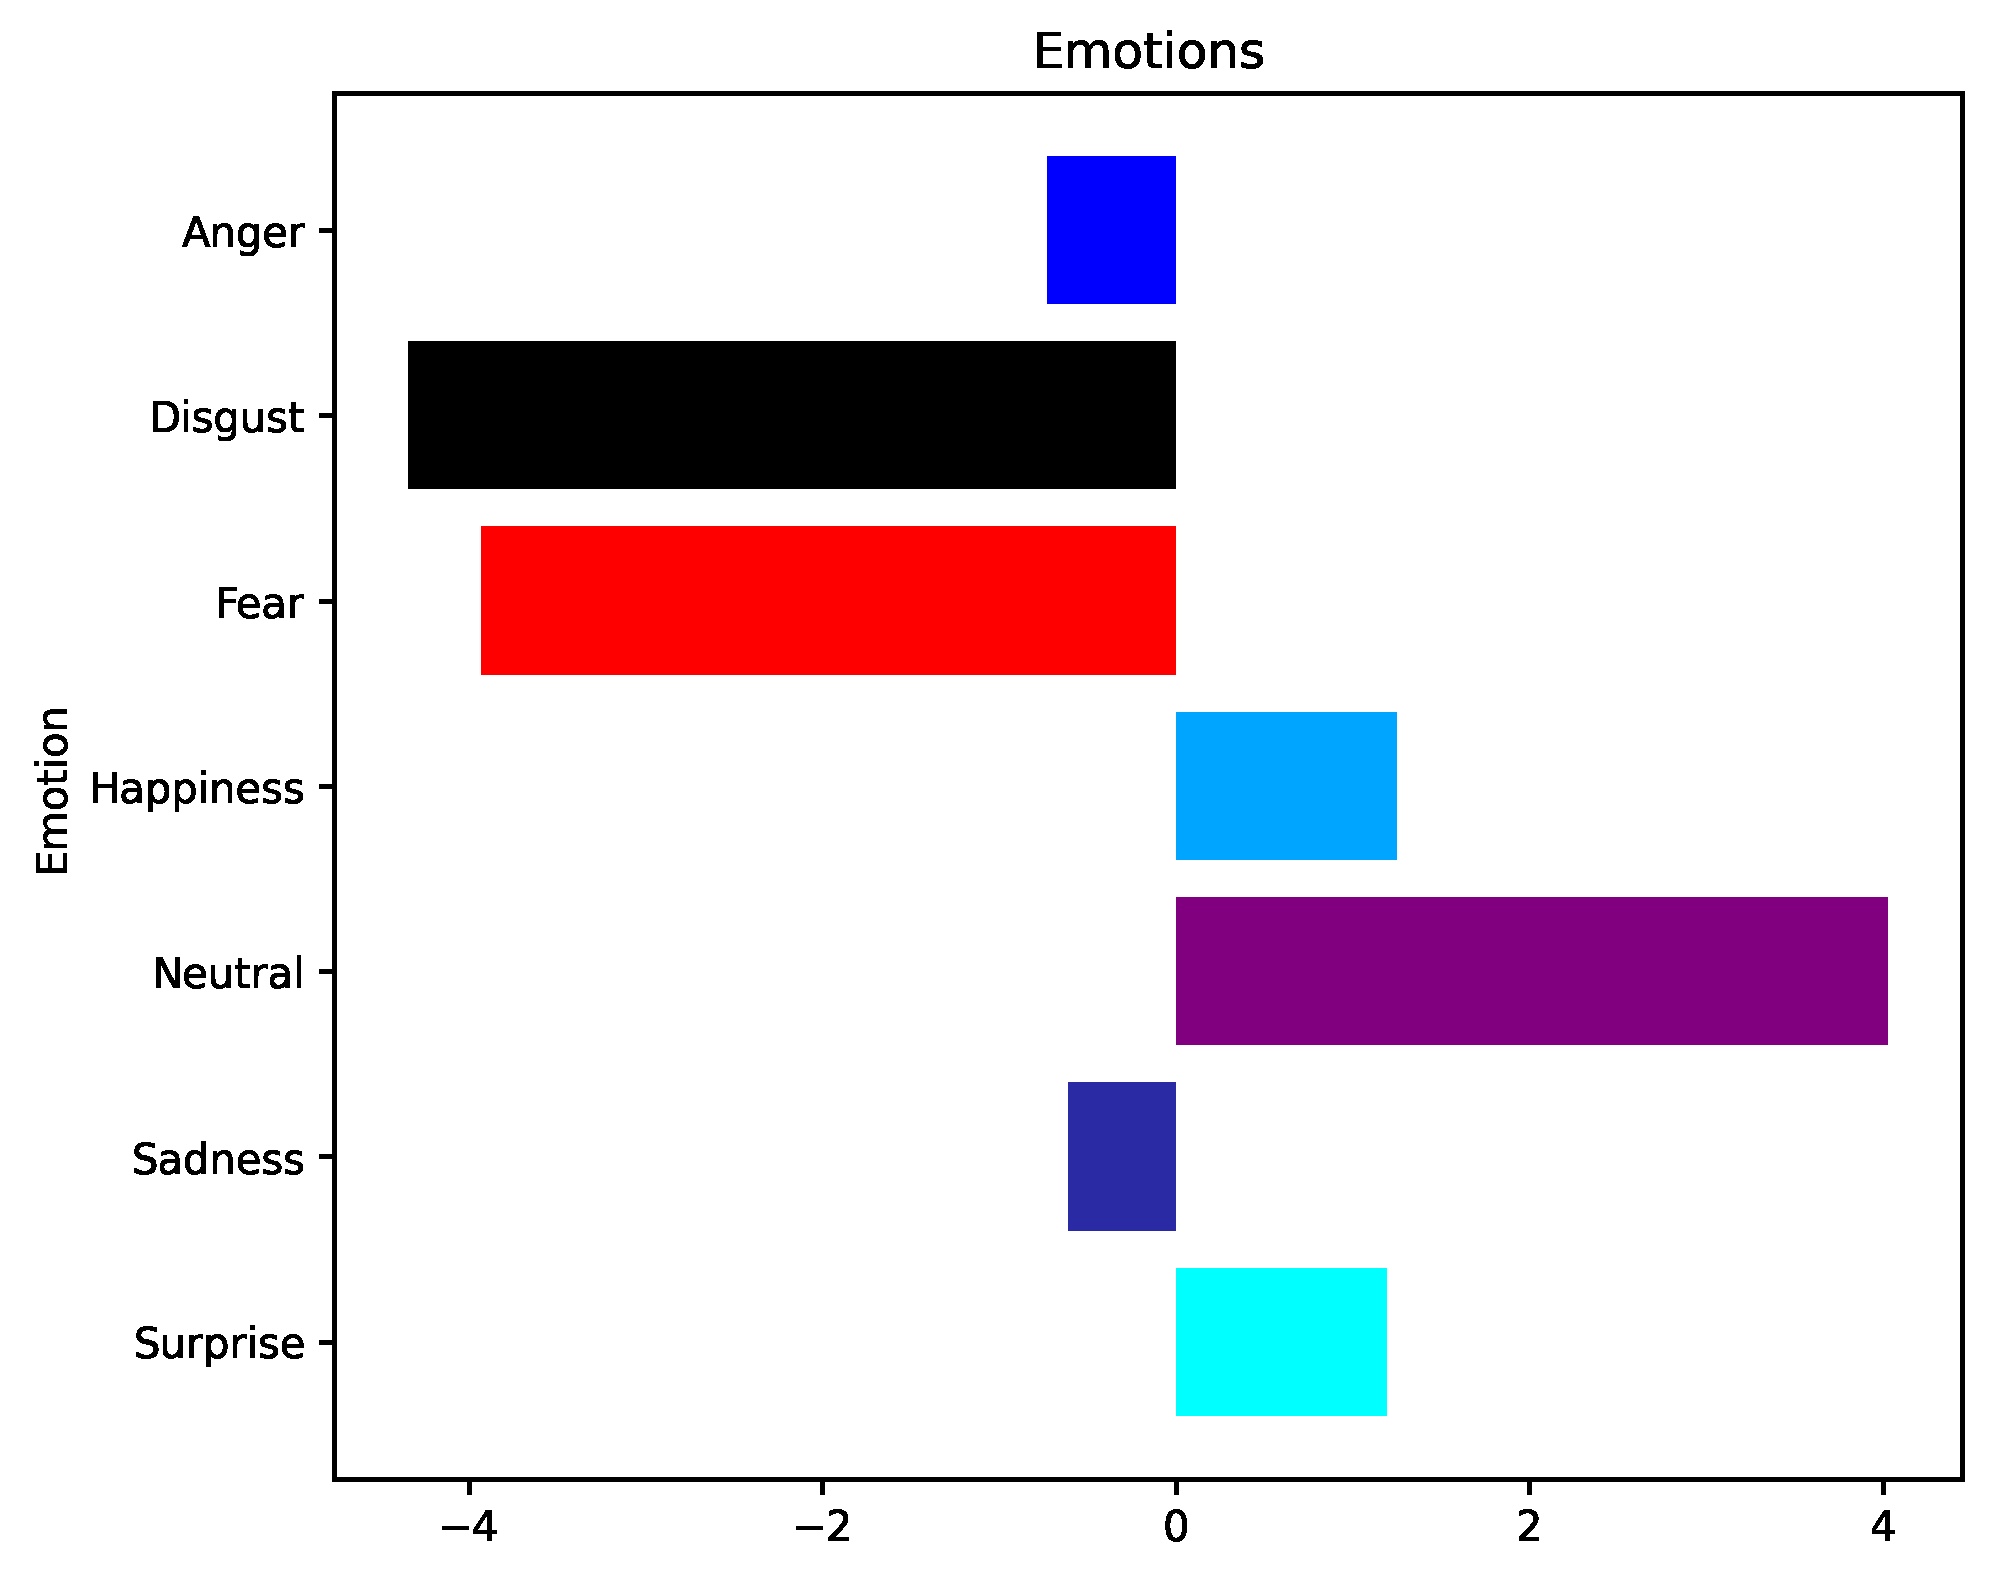 Emotions
Emotion
Anger
Disgust
Fear
Happiness
Neutral
Sadness
Surprise
−4 −2 0 2 4